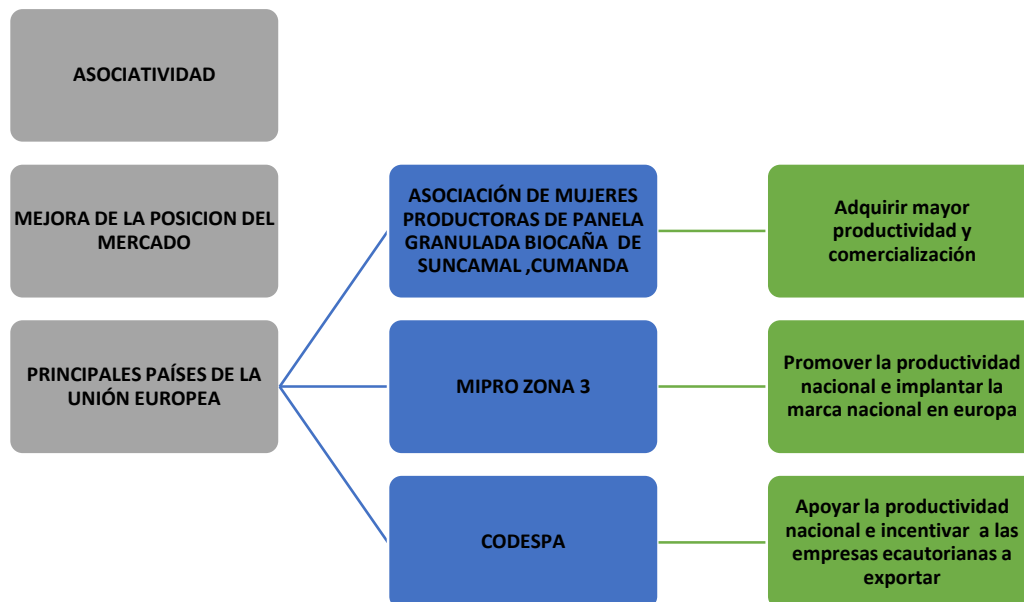 ASOCIATIVIDAD
MEJORA DE LA POSICION DEL
MERCADO
PRINCIPALES PAÍSES DE LA
UNIÓN EUROPEA
ASOCIACIÓN DE MUJERES
PRODUCTORAS DE PANELA
GRANULADA BIOCAÑA  DE
SUNCAMAL ,CUMANDA
MIPRO ZONA 3
CODESPA
Adquirir mayor
productividad y
comercialización
Promover la productividad
nacional e implantar la
marca nacional en europa
Apoyar la productividad
nacional e incentivar  a las
empresas ecautorianas a
exportar